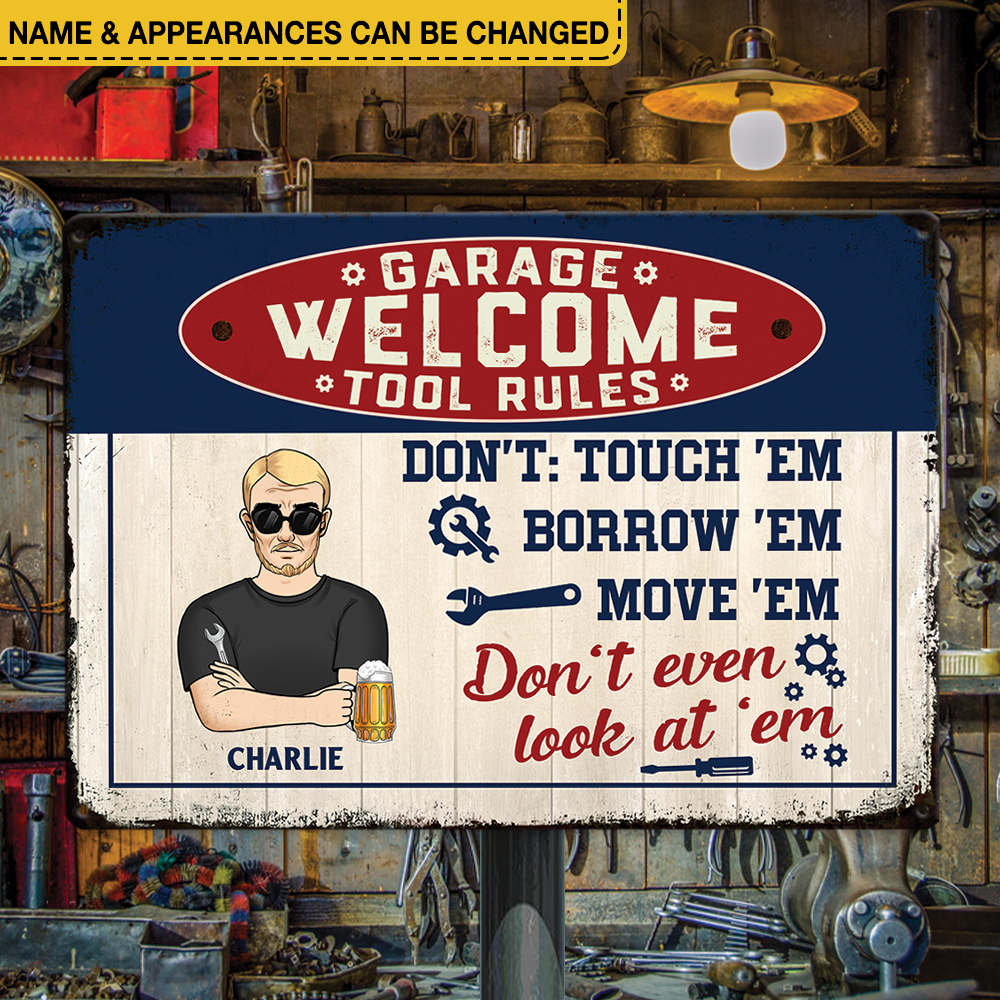 NAME & APPEARANCES CAN BE CHANGED
GARAGE
WELCOME
TOOL RULES
DON'T: TOUCH 'EM
BORROW 'EM
MOVE 'EM
Don‘t even
look at ‘em
CHARLIE